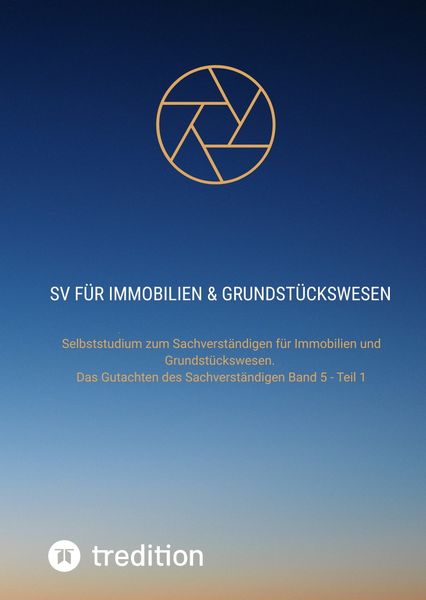 SV FÜR IMMOBILIEN & GRUNDSTÜCKSWESEN
Selbststudium zum Sachverständigen für Immobilien und
Grundstückswesen.
Das Gutachten des Sachverständigen Band 5 - Teil 1
tredition